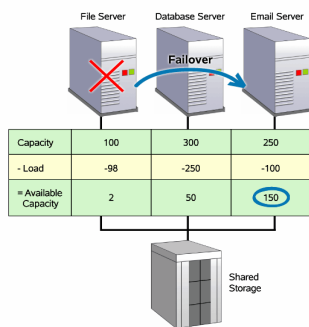 File Server Database Server Email Server
Failover
Capacity 100 300 250
- Load -98 -250 -100
= Available Capacity 2 50 150
Shared
Storage